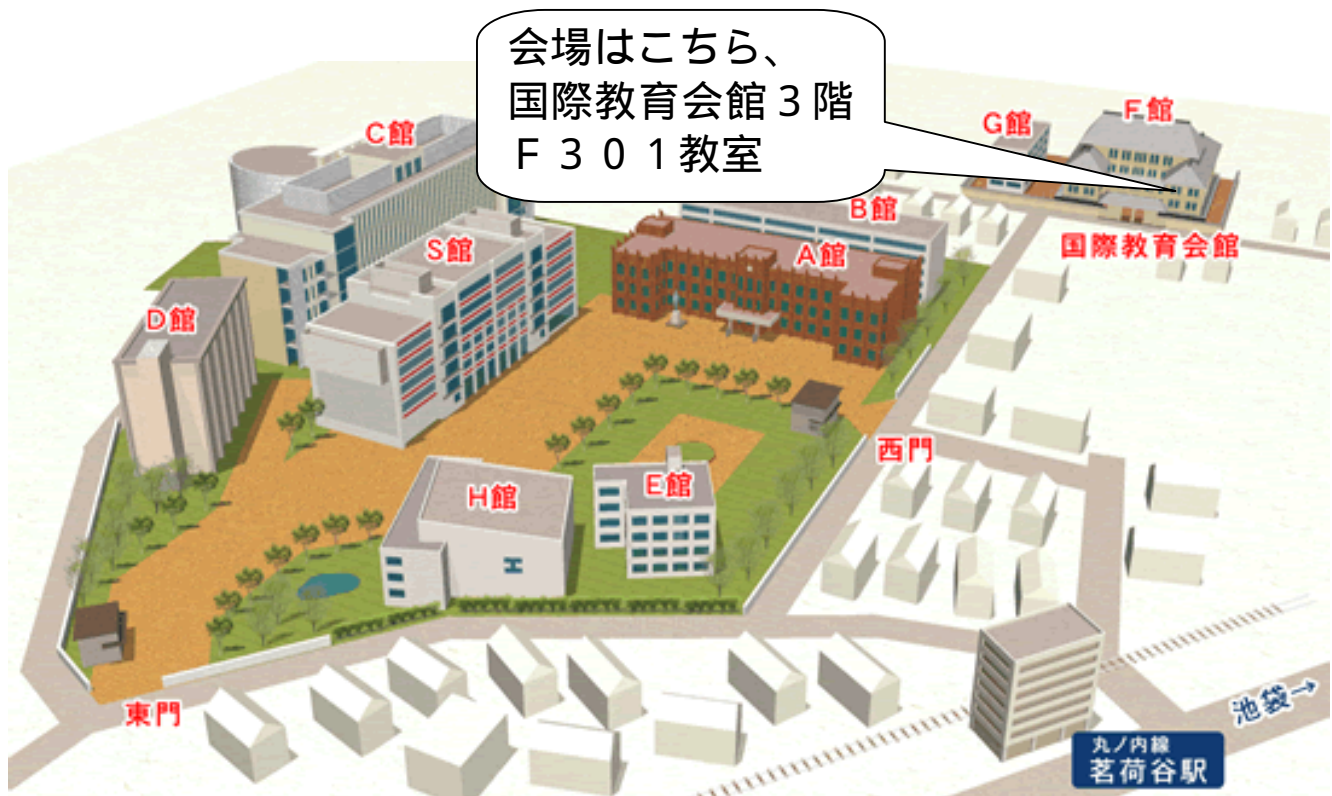 会場はこちら、
国際教育会館3階
F301教室
C館
G館
F館
B館
国際教育会館
S館
A館
D館
西門
H館
E館
東門
池袋→
丸ノ内線
茗荷谷駅